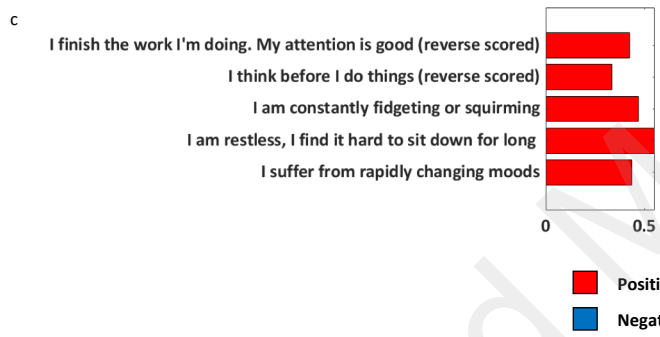 c
I finish the work I'm doing. My attention is good (reverse scored)
I think before I do things (reverse scored)
I am constantly fidgeting or squirming
I am restless, I find it hard to sit down for long
I suffer from rapidly changing moods
0 0.5
Positi
Negat